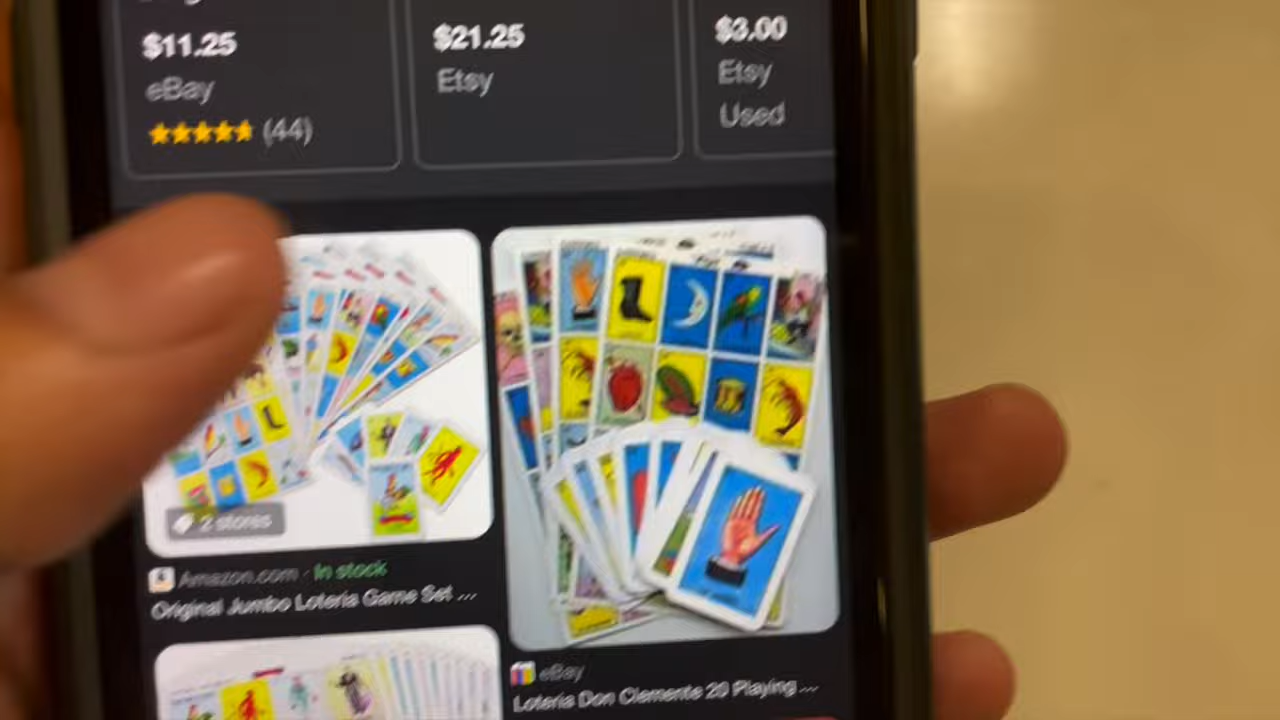 $11.25
$21.25
$3.00
eBay
Etsy
Etsy
(44)
Used
2 stores
Amazon.com · In stock
Original Jumbo Loteria Game Set ...
eBay
Loteria Don Clemente 20 Playing ...